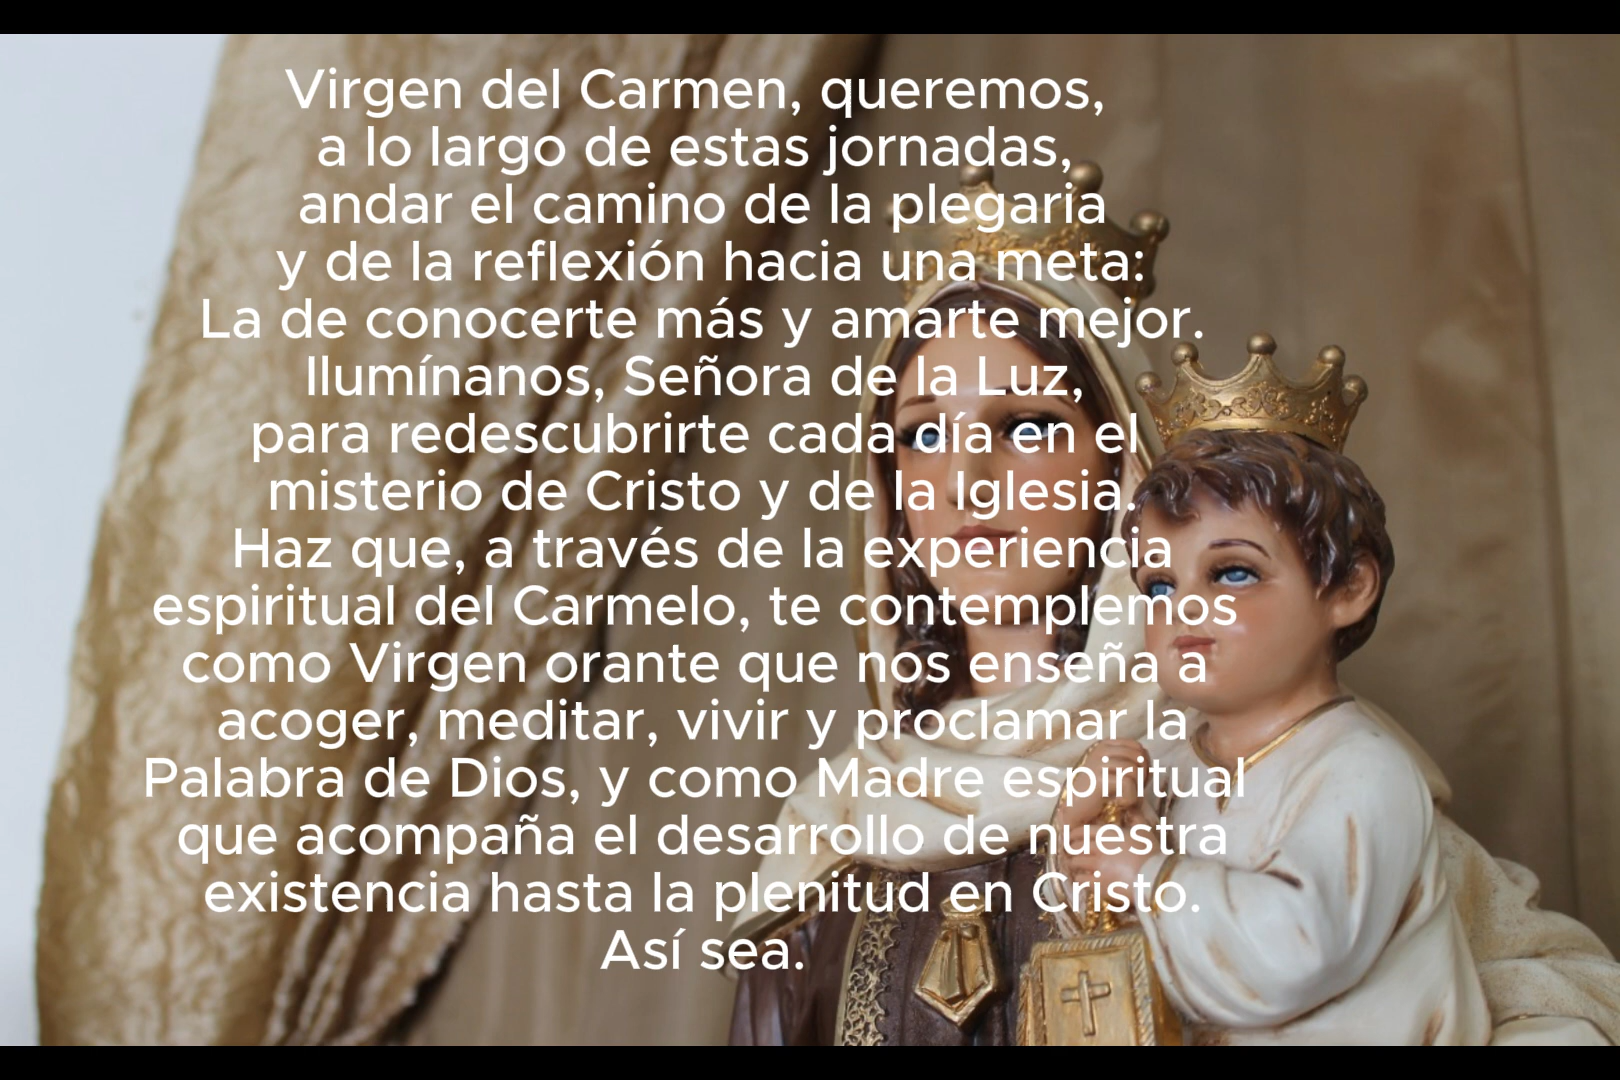 Virgen del Carmen, queremos,
a lo largo de estas jornadas,
andar el camino de la plegaria
y de la reflexión hacia una meta:
La de conocerte más y amarte mejor.
Ilumínanos, Señora de la Luz,
para redescubrirte cada día en el
misterio de Cristo y de la Iglesia.
Haz que, a través de la experiencia
espiritual del Carmelo, te contemplemos
como Virgen orante que nos enseña a
acoger, meditar, vivir y proclamar la
Palabra de Dios, y como Madre espiritual
que acompaña el desarrollo de nuestra
existencia hasta la plenitud en Cristo.
Así sea.